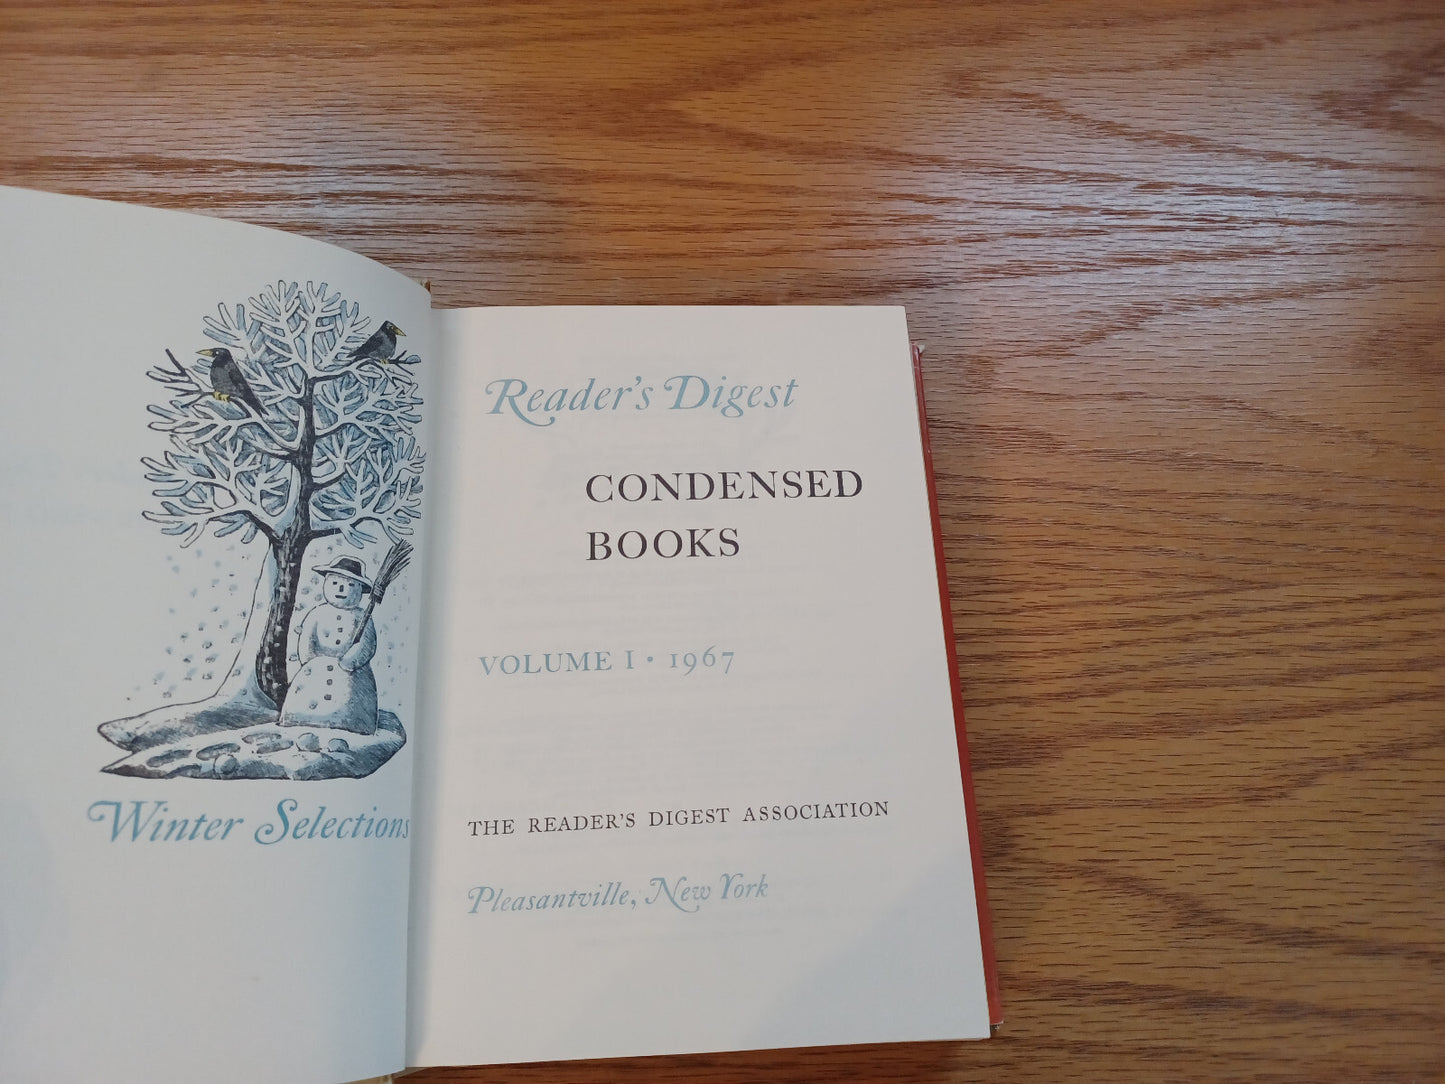 Winter Selections
Reader's Digest
CONDENSED
BOOKS
VOLUME I • 1967
THE READER'S DIGEST ASSOCIATION
Pleasantville, New York